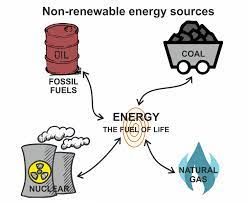 Non-renewable energy sources
OIL
COAL
FOSSIL
FUELS
ENERGY
THE FUEL OF LIFE
NUCLEAR
NATURAL
GAS